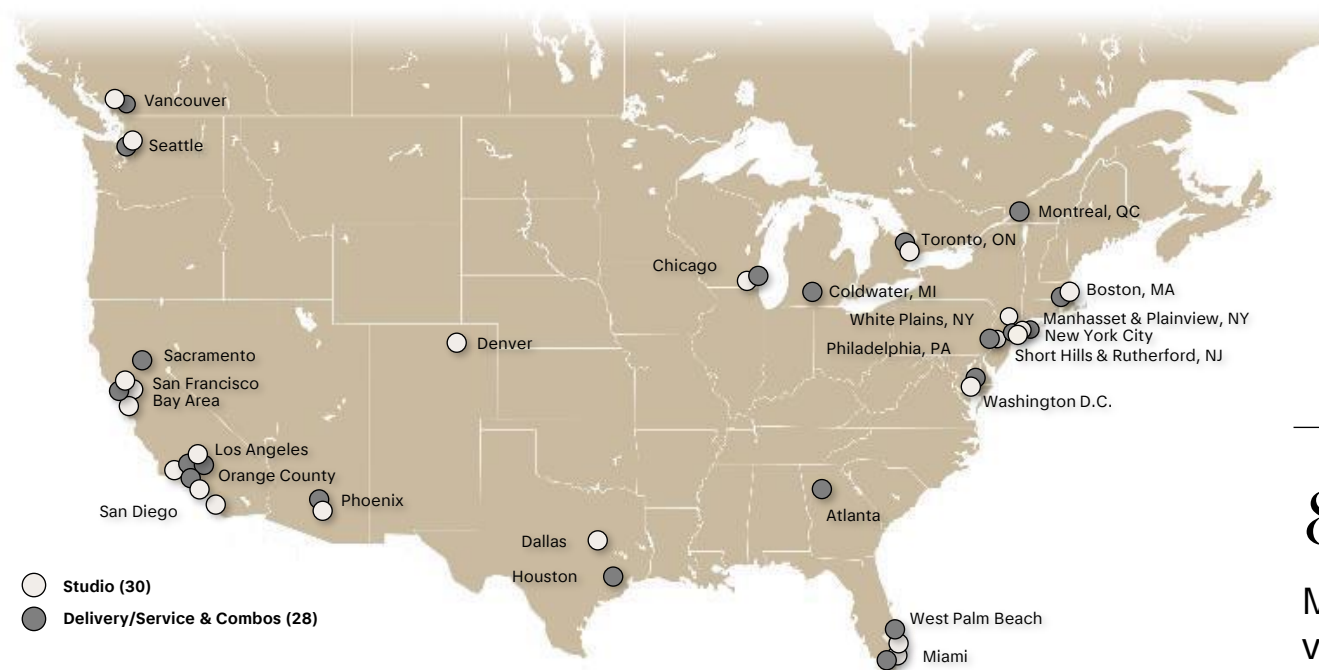 Vancouver
Seattle
Montreal, QC
Toronto, ON
Chicago
Coldwater, MI
Boston, MA
White Plains, NY
Manhasset & Plainview, NY
New York City
Philadelphia, PA
Short Hills & Rutherford, NJ
Denver
Sacramento
San Francisco
Bay Area
Washington D.C.
Los Angeles
Orange County
San Diego
Phoenix
Atlanta
Dallas
Houston
Studio (30)
Delivery/Service & Combos (28)
West Palm Beach
Miami